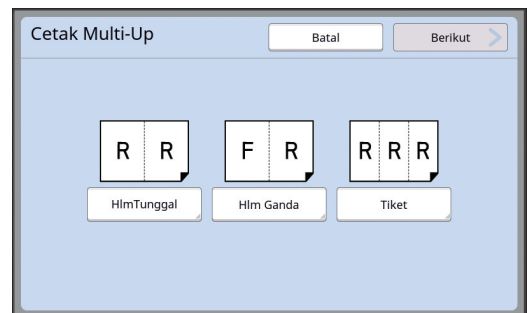 Cetak Multi-Up
Batal
Berikut
R R
F R
R R R
HlmTunggal
Hlm Ganda
Tiket